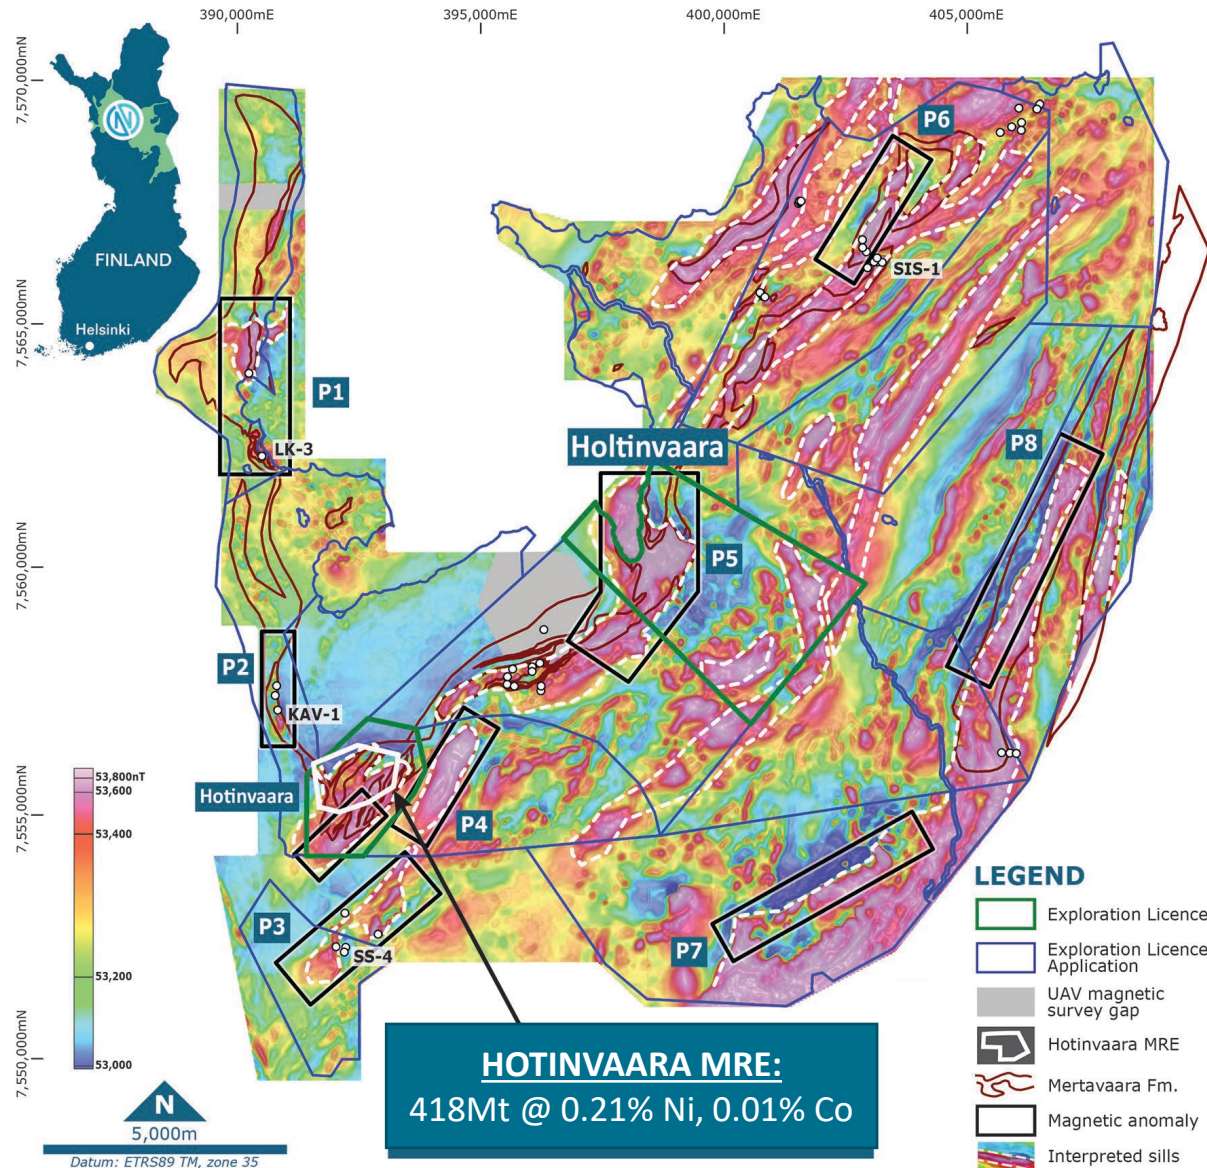 390,000mE
395,000mE
400,000mE
405,000mE
7,570,000mN
7,565,000mN
7,560,000mN
7,555,000mN
7,550,000mN
N
FINLAND
Helsinki
P6
SIS-1
P1
LK-3
Holtinvaara
P8
P5
P2
KAV-1
Hotinvaara
P4
P3
SS-4
P7
53,800nT
53,600
53,400
53,200
53,000
N
5,000m
Datum: ETRS89 TM, zone 35
HOTINVAARA MRE:
418Mt @ 0.21% Ni, 0.01% Co
LEGEND
Exploration Licence
Exploration Licence
Application
UAV magnetic
survey gap
Hotinvaara MRE
Mertavaara Fm.
Magnetic anomaly
Interpreted sills